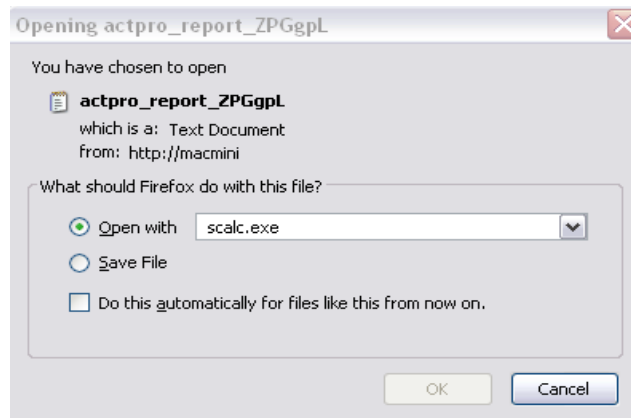 Opening actpro_report_ZPGgpL
You have chosen to open
actpro_report_ZPGgpL
which is a: Text Document
from: http://macmini
What should Firefox do with this file?
Open with scalc.exe
Save File
Do this automatically for files like this from now on.
OK Cancel